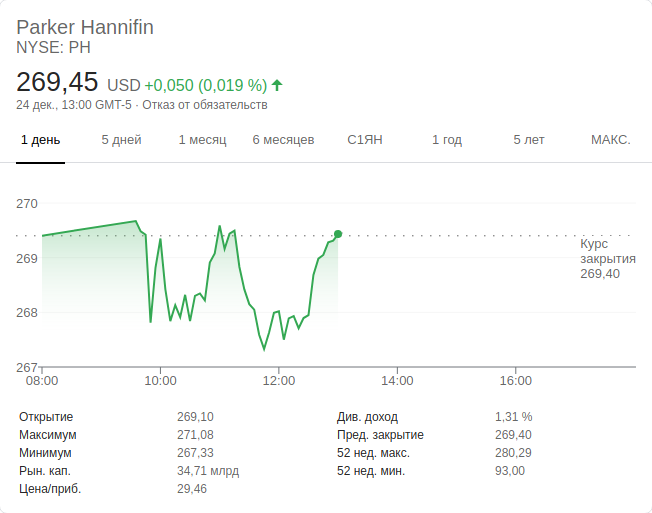 Parker Hannifin
NYSE: PH
269,45 USD +0,050 (0,019 %)
24 дек., 13:00 GMT-5 · Отказ от обязательств
1 день 5 дней 1 месяц 6 месяцев С1ЯН 1 год 5 лет МАКС.
270
269
268
267
Курс
закрытия
269,40
08:00 10:00 12:00 14:00 16:00
Открытие 269,10 Див. доход 1,31 %
Максимум 271,08 Пред. закрытие 269,40
Минимум 267,33 52 нед. макс. 280,29
Рын. кап. 34,71 млрд 52 нед. мин. 93,00
Цена/приб. 29,46